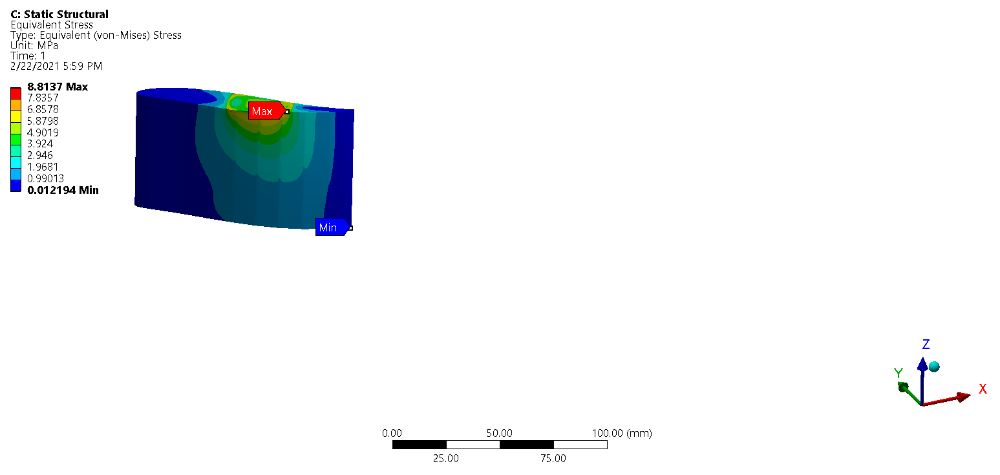 C: Static Structural
Equivalent Stress
Type: Equivalent (von-Mises) Stress
Unit: MPa
Time: 1
2/22/2021 5:59 PM
8.8137 Max
7.8357
6.8578
5.8798
4.9019
3.924
2.946
1.9681
0.99013
0.012194 Min
Max
Min
Z
Y
X
0.00 50.00 100.00 (mm)
25.00 75.00